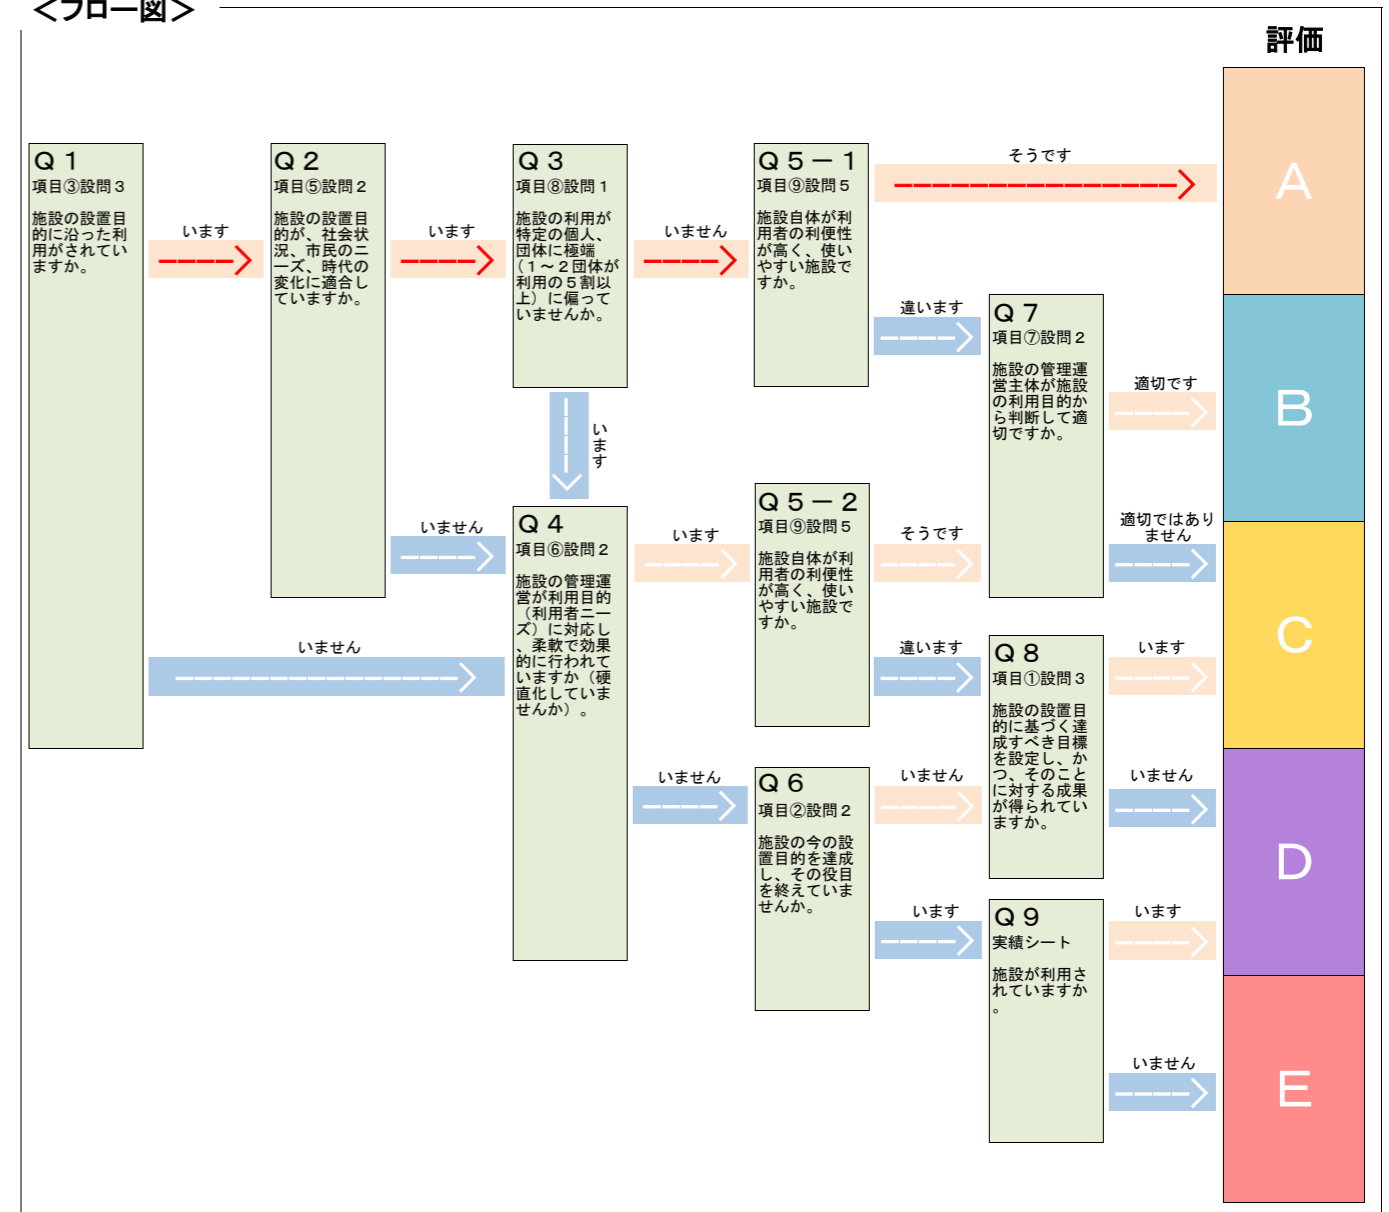 ＜フロー図＞
評価
Ｑ１
項目③設問３
施設の設置目
的に沿った利
用がされてい
ますか。
います
いません
Ｑ２
項目⑤設問２
施設の設置目
的が、社会状
況、市民のニ
ーズ、時代の
変化に適合し
ていますか。
います
いません
Ｑ３
項目⑧設問１
施設の利用が
特定の個人、
団体に極端
（１～２団体が
利用の５割以
上）に偏って
いませんか。
いません
います
Ｑ４
項目⑥設問２
施設の管理運
営が利用目的
（利用者ニー
ズ）に対応し
、柔軟で効果
的に行われて
いますか（硬
直化していま
せんか）。
います
いません
Ｑ５－１
項目⑨設問５
施設自体が利
用者の利便性
が高く、使い
やすい施設で
すか。
そうです
違います
Ｑ５－２
項目⑨設問５
施設自体が利
用者の利便性
が高く、使い
やすい施設で
すか。
そうです
違います
Ｑ６
項目②設問２
施設の今の設
置目的を達成
し、その役目
を終えていま
せんか。
いません
います
Ｑ７
項目⑦設問２
施設の管理運
営主体が施設
の利用目的か
ら判断して適
切ですか。
適切です
適切ではあり
ません
Ｑ８
項目①設問３
施設の設置目
的に基づく達
成すべき目標
を設定し、か
つ、そのこと
に対する成果
が得られてい
ますか。
います
いません
Ｑ９
実績シート
施設が利用さ
れていますか
。
います
いません
Ａ
Ｂ
Ｃ
Ｄ
Ｅ